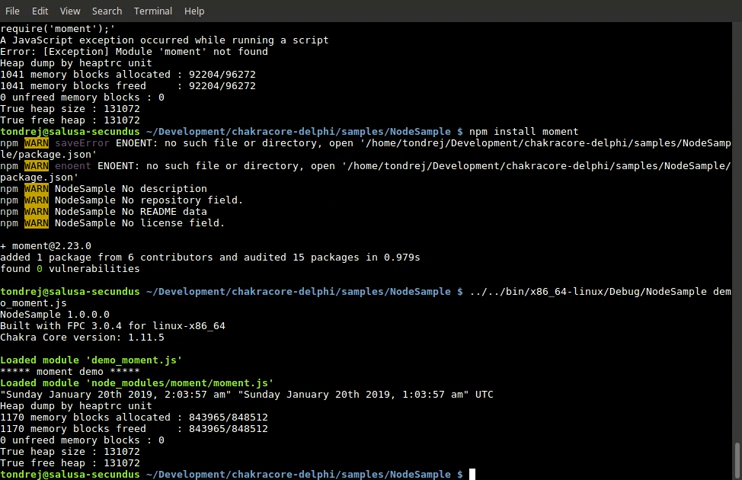 File Edit View Search Terminal Help
require('moment');'
A JavaScript exception occurred while running a script
Error: [Exception] Module 'moment' not found
Heap dump by heaptrc unit
1041 memory blocks allocated : 92204/96272
1041 memory blocks freed     : 92204/96272
0 unfreed memory blocks : 0
True heap size : 131072
True free heap : 131072
tondrej@salusa-secundus ~/Development/chakracore-delphi/samples/NodeSample $ npm install moment
npm WARN saveError ENOENT: no such file or directory, open '/home/tondrej/Development/chakracore-delphi/samples/NodeSamp
le/package.json'
npm WARN enoent ENOENT: no such file or directory, open '/home/tondrej/Development/chakracore-delphi/samples/NodeSample/
package.json'
npm WARN NodeSample No description
npm WARN NodeSample No repository field.
npm WARN NodeSample No README data
npm WARN NodeSample No license field.
+ moment@2.23.0
added 1 package from 6 contributors and audited 15 packages in 0.979s
found 0 vulnerabilities
tondrej@salusa-secundus ~/Development/chakracore-delphi/samples/NodeSample $ ../../bin/x86_64-linux/Debug/NodeSample dem
o_moment.js
NodeSample 1.0.0.0
Built with FPC 3.0.4 for linux-x86_64
Chakra Core version: 1.11.5
Loaded module 'demo_moment.js'
***** moment demo *****
Loaded module 'node_modules/moment/moment.js'
"Sunday January 20th 2019, 2:03:57 am" "Sunday January 20th 2019, 1:03:57 am" UTC
Heap dump by heaptrc unit
1170 memory blocks allocated : 843965/848512
1170 memory blocks freed     : 843965/848512
0 unfreed memory blocks : 0
True heap size : 131072
True free heap : 131072
tondrej@salusa-secundus ~/Development/chakracore-delphi/samples/NodeSample $